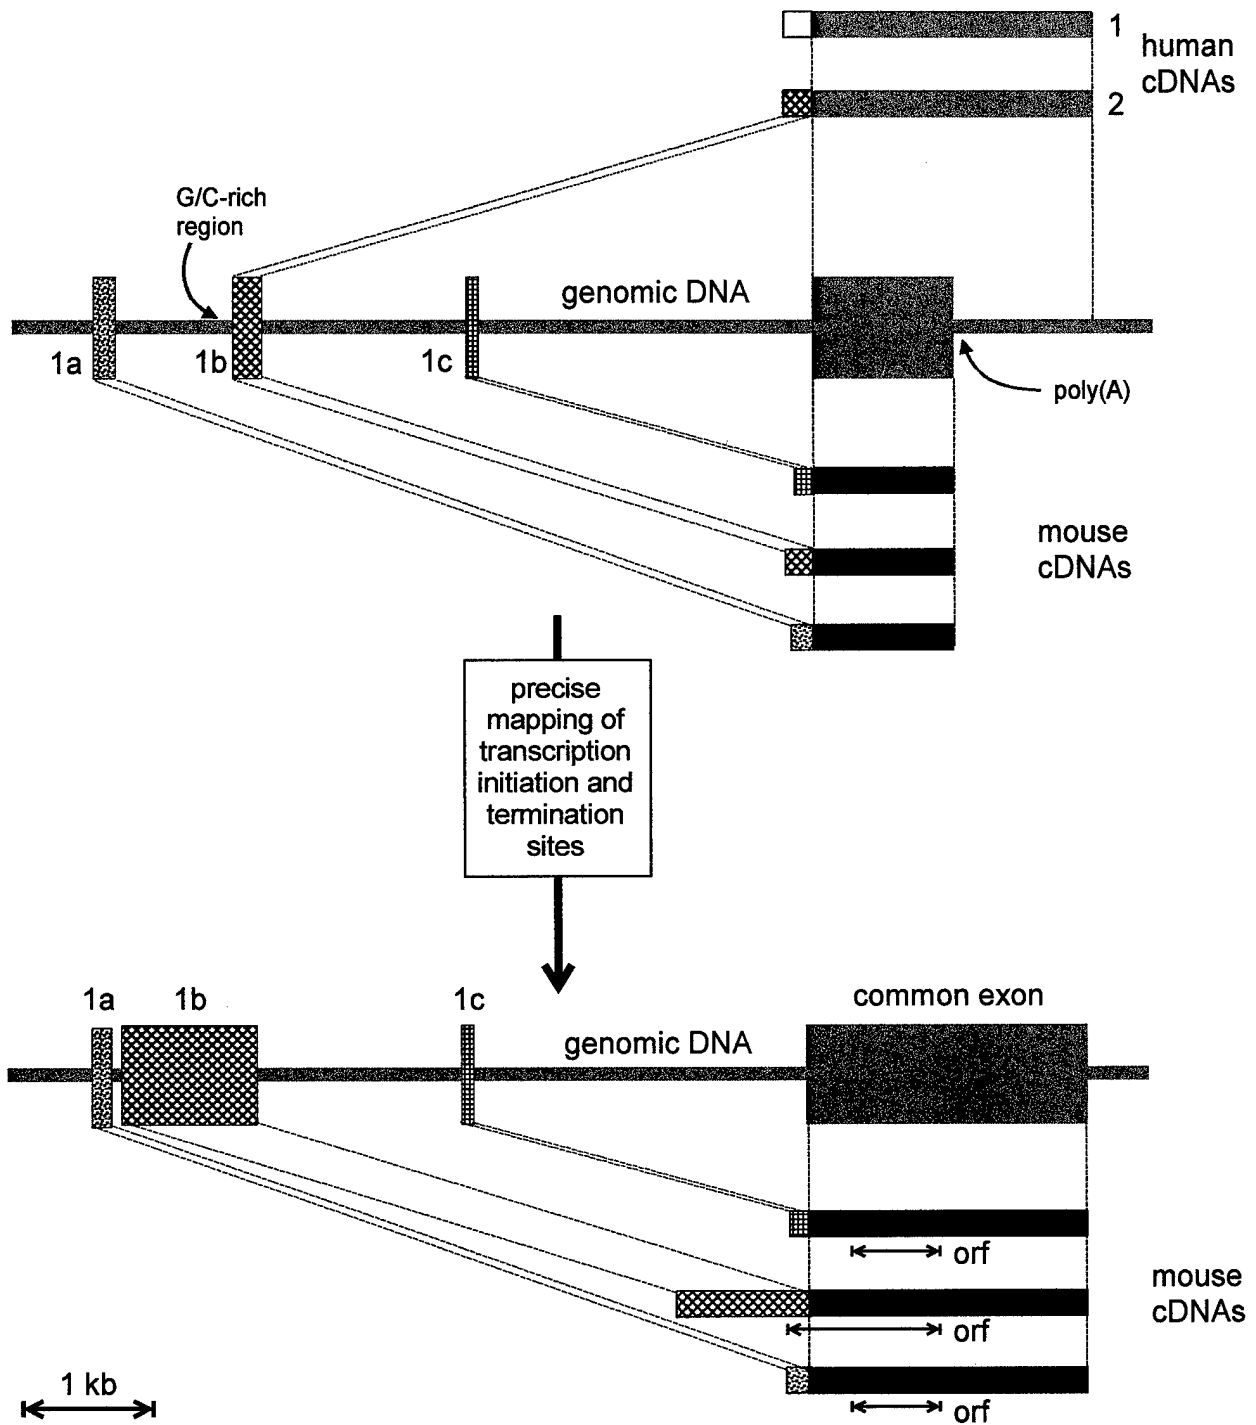 1
human
cDNAs
2
G/C-rich
region
genomic DNA
1a
1b
1c
poly(A)
mouse
cDNAs
precise
mapping of
transcription
initiation and
termination
sites
1a
1b
1c
common exon
genomic DNA
orf
mouse
cDNAs
orf
1 kb
orf